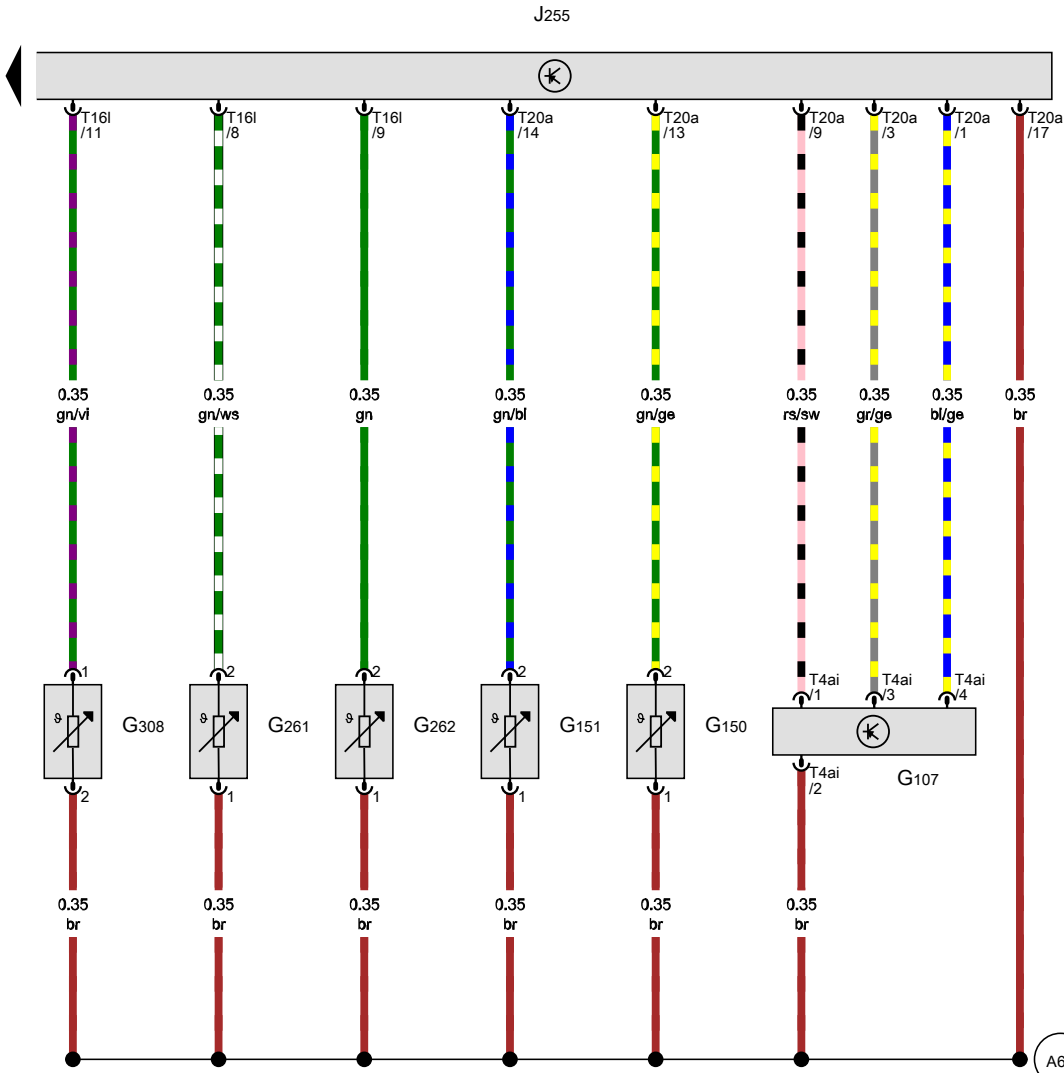 J255
T16l T16l T16l T20a T20a T20a T20a T20a T20a
/11 /8 /9 /14 /13 /9 /3 /1 /17
0.35 0.35 0.35 0.35 0.35 0.35 0.35 0.35 0.35
gn/vi gn/ws gn gn/bl gn/ge rs/sw gr/ge bl/ge br
1 2 2 2 2 T4ai T4ai T4ai
/1 /3 /4
ϑ ϑ ϑ ϑ ϑ
G308 G261 G262 G151 G150
2 1 1 1 1 T4ai
/2
G107
0.35 0.35 0.35 0.35 0.35 0.35
br br br br br br
A6